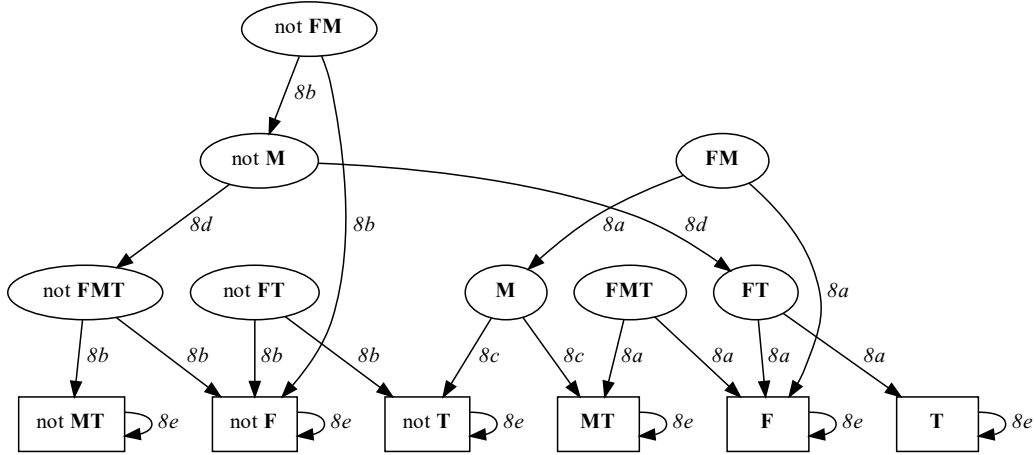 not FM
8b
not M
FM
8d
8b
8a
8d
8a
not FMT
not FT
M
FMT
FT
8b
8b
8b
8b
8c
8c
8a
8a
8a
8a
not MT
8e
not F
8e
not T
8e
MT
8e
F
8e
T
8e